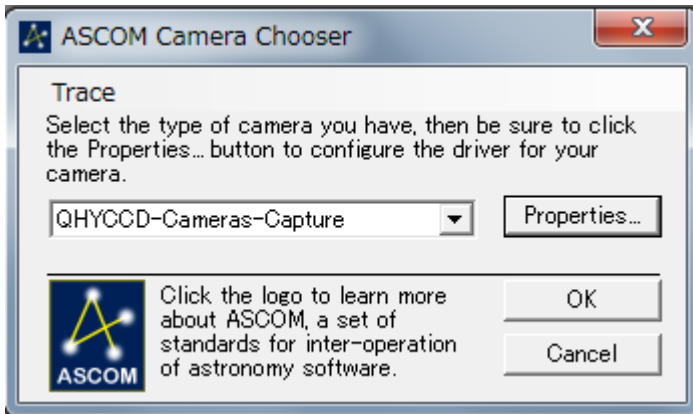 ASCOM Camera Chooser
Trace
Select the type of camera you have, then be sure to click
the Properties... button to configure the driver for your
camera.
QHYCCD-Cameras-Capture
Properties...
Click the logo to learn more
about ASCOM, a set of
standards for inter-operation
of astronomy software.
ASCOM
OK
Cancel